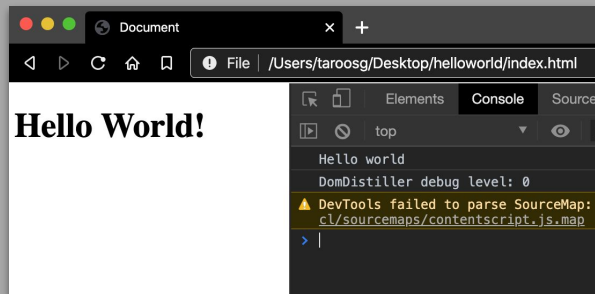 Document
File /Users/taroosg/Desktop/helloworld/index.html
Hello World!
Elements Console Source
top
Hello world
DomDistiller debug level: 0
DevTools failed to parse SourceMap:
cl/sourcemaps/contentscript.js.map